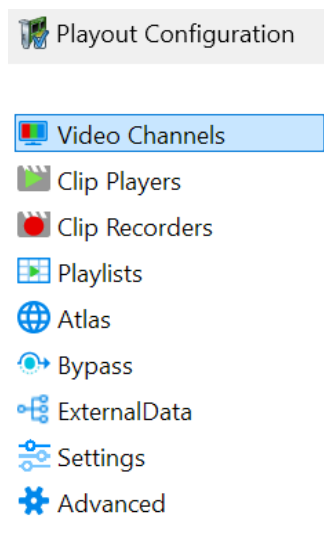 Playout Configuration
Video Channels
Clip Players
Clip Recorders
Playlists
Atlas
Bypass
ExternalData
Settings
Advanced